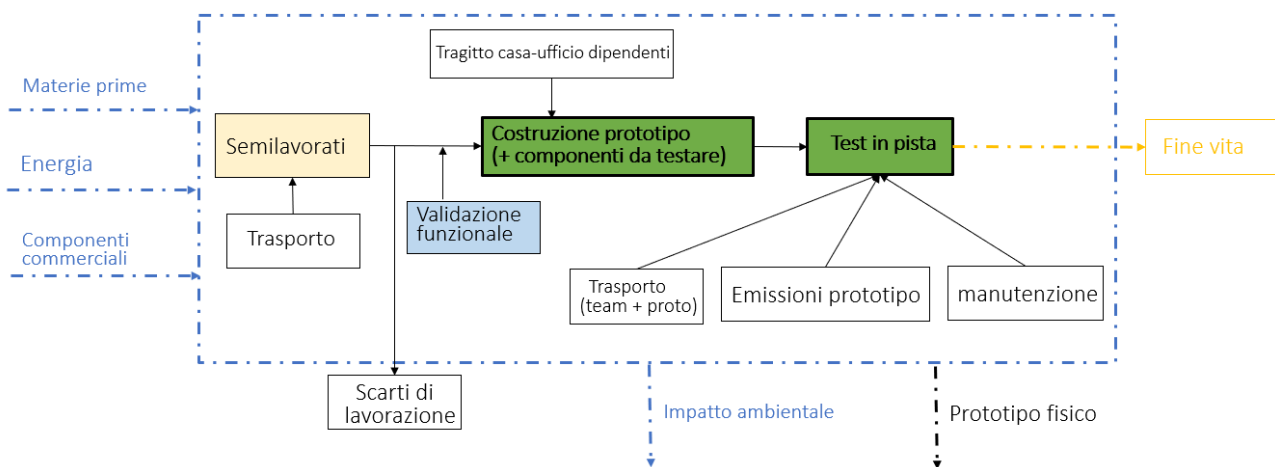 Tragitto casa-ufficio dipendenti
Materie prime
Semilavorati
Costruzione prototipo
(+ componenti da testare)
Test in pista
Fine vita
Energia
Trasporto
Validazione
funzionale
Componenti
commerciali
Trasporto
(team + proto)
Emissioni prototipo
manutenzione
Scarti di
lavorazione
Impatto ambientale
Prototipo fisico